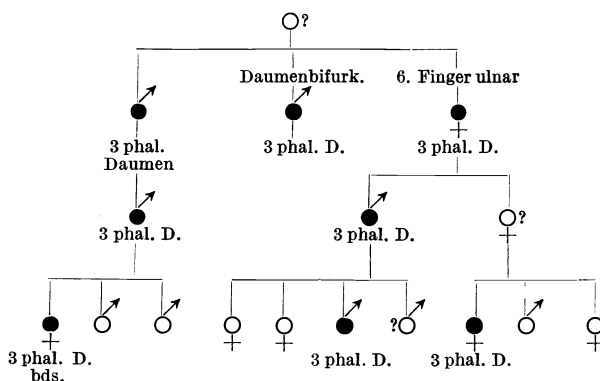 ?
Daumenbifurk. 6. Finger ulnar
3 phal.
Daumen
3 phal. D.
3 phal. D.
3 phal. D.
3 phal. D.
?
?
3 phal. D.
bds.
3 phal. D.
3 phal. D.